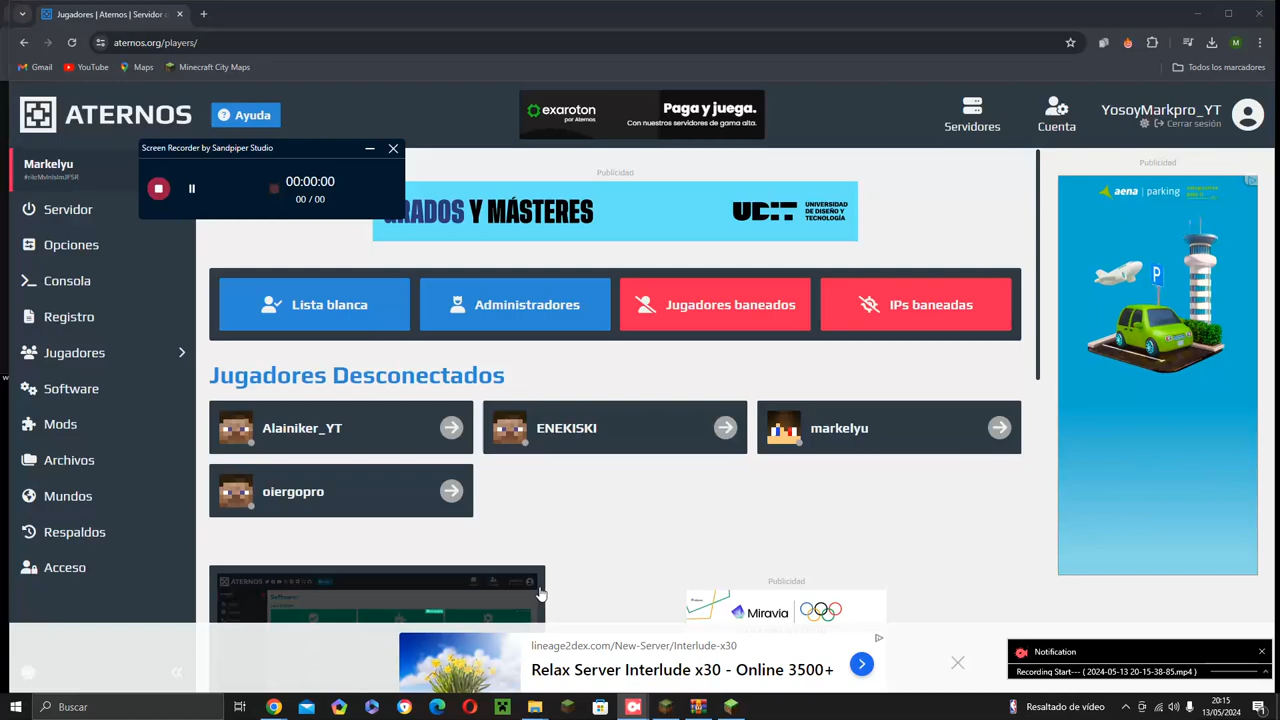 Jugadores | Aternos | Servidor
aternos.org/players/
Gmail
YouTube
Maps
Minecraft City Maps
Todos los marcadores
M
ATERNOS
Ayuda
exaroton
por Aternos
Paga y juega.
Con nuestros servidores de gama alta.
Servidores
Cuenta
YosoyMarkpro_YT
Cerrar sesión
Screen Recorder by Sandpiper Studio
00:00:00
00 / 00
Markelyu
Servidor
Opciones
Consola
Registro
Jugadores
Software
Mods
Archivos
Mundos
Respaldos
Acceso
Publicidad
GRADOS Y MÁSTERES
UDIT
UNIVERSIDAD
DE DISEÑO Y
TECNOLOGÍA
Lista blanca
Administradores
Jugadores baneados
IPs baneadas
Jugadores Desconectados
Alainiker_YT
ENEKISKI
markelyu
oiergopro
Publicidad
aena | parking
P
ATERNOS
Publicidad
Miravia
lineage2dex.com/New-Server/Interlude-x30
Relax Server Interlude x30 - Online 3500+
Notification
Recording Start--- ( 2024-05-13 20-15-38-85.mp4 )
Buscar
Resaltado de vídeo
20:15
13/05/2024